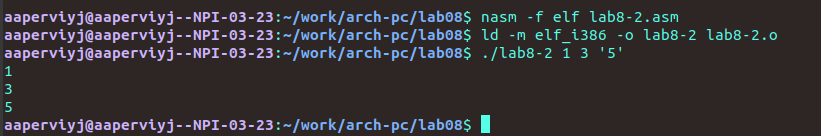 aaperviyj@aaperviyj--NPI-03-23:~/work/arch-pc/lab08$ nasm -f elf lab8-2.asm
aaperviyj@aaperviyj--NPI-03-23:~/work/arch-pc/lab08$ ld -m elf_i386 -o lab8-2 lab8-2.o
aaperviyj@aaperviyj--NPI-03-23:~/work/arch-pc/lab08$ ./lab8-2 1 3 '5'
1
3
5
aaperviyj@aaperviyj--NPI-03-23:~/work/arch-pc/lab08$